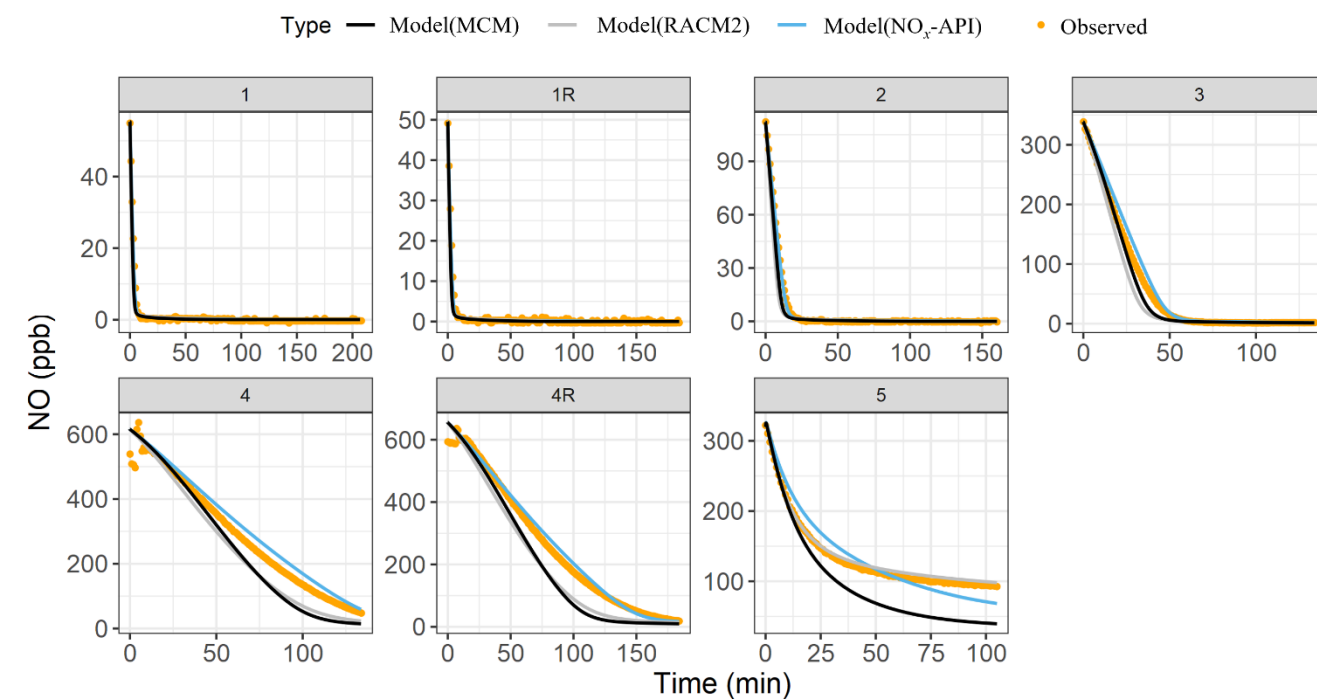 Type Model(MCM) Model(RACM2) Model(NOx-API) Observed
1 1R 2 3
40 20 0
0 50 100 150 200
50 40 30 20 10 0
0 50 100 150
90 60 30 0
0 50 100 150
300 200 100 0
0 50 100
4 4R 5
600 400 200 0
0 50 100
600 400 200 0
0 50 100 150
300 200 100
0 25 50 75 100
NO (ppb)
Time (min)